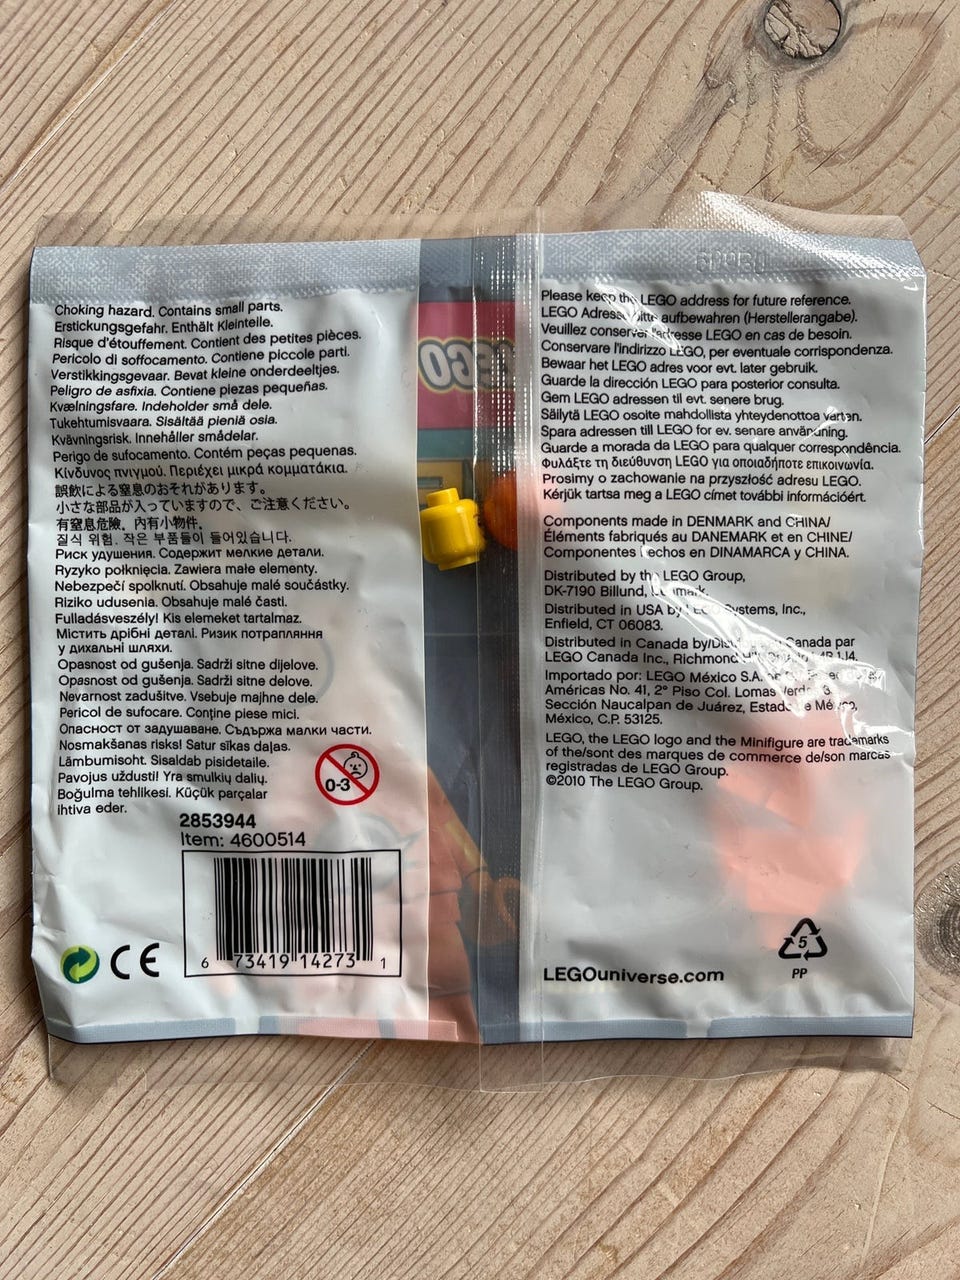 Choking hazard. Contains small parts.
Erstickungsgefahr. Enthält Kleinteile.
Risque d'étouffement. Contient des petites pièces.
Pericolo di soffocamento. Contiene piccole parti.
Verstikkingsgevaar. Bevat kleine onderdeeltjes.
Peligro de asfixia. Contiene piezas pequeñas.
Kvælningsfare. Indeholder små dele.
Tukehtumisvaara. Sisältää pieniä osia.
Kvävningsrisk. Innehåller smådelar.
Perigo de sufocamento. Contém peças pequenas.
Κίνδυνος πνιγμού. Περιέχει μικρά κομματάκια.
誤飲による窒息のおそれがあります。
小さな部品が入っていますので、ご注意ください。
有窒息危險。內有小物件。
질식 위험. 작은 부품들이 들어있습니다.
Риск удушения. Содержит мелкие детали.
Ryzyko połknięcia. Zawiera małe elementy.
Nebezpečí spolknutí. Obsahuje malé součástky.
Riziko udusenia. Obsahuje malé časti.
Fulladásveszély! Kis elemeket tartalmaz.
Містить дрібні деталі. Ризик потрапляння
у дихальні шляхи.
Opasnost od gušenja. Sadrži sitne dijelove.
Opasnost od gušenja. Sadrži sitne delove.
Nevarnost zadušitve. Vsebuje majhne dele.
Pericol de sufocare. Conţine piese mici.
Опасност от задушаване. Съдържа малки части.
Nosmakšanas risks! Satur sīkas daļas.
Lämbumisoht. Sisaldab pisidetaile.
Pavojus uždusti! Yra smulkių dalių.
Boğulma tehlikesi. Küçük parçalar
ihtiva eder.
0-3
2853944
Item: 4600514
6 73419 14273 1
CE
LEGO
Please keep the LEGO address for future reference.
LEGO Adresse bitte aufbewahren (Herstellerangabe).
Veuillez conserver l'adresse LEGO en cas de besoin.
Conservare l'indirizzo LEGO, per eventuale corrispondenza.
Bewaar het LEGO adres voor evt. later gebruik.
Guarde la dirección LEGO para posterior consulta.
Gem LEGO adressen til evt. senere brug.
Säilytä LEGO osoite mahdollista yhteydenottoa varten.
Spara adressen till LEGO for ev. senare användning.
Guarde a morada da LEGO para qualquer correspondência.
Φυλάξτε τη διεύθυνση LEGO για οποιαδήποτε επικοινωνία.
Prosimy o zachowanie na przyszłość adresu LEGO.
Kérjük tartsa meg a LEGO címet további információért.
Components made in DENMARK and CHINA/
Éléments fabriqués au DANEMARK et en CHINE/
Componentes hechos en DINAMARCA y CHINA.
Distributed by the LEGO Group,
DK-7190 Billund, Denmark.
Distributed in USA by LEGO Systems, Inc.,
Enfield, CT 06083.
Distributed in Canada by/Distribué au Canada par
LEGO Canada Inc., Richmond Hill
Importado por: LEGO México S.A.
Américas No. 41, 2° Piso Col. Lomas Verdes
Sección Naucalpan de Juárez, Estado de México,
México, C.P. 53125.
LEGO, the LEGO logo and the Minifigure are trademarks
of the/sont des marques de commerce de/son marcas
registradas de LEGO Group.
©2010 The LEGO Group.
LEGOuniverse.com
5
PP